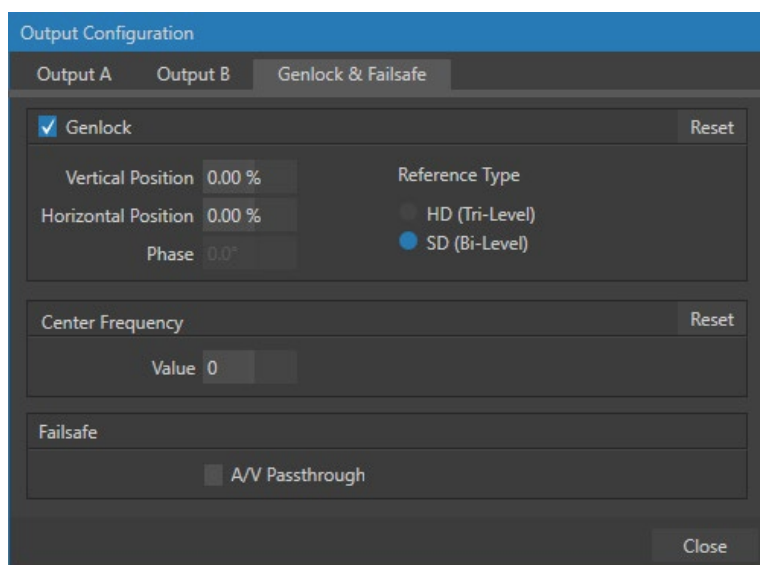 Output Configuration
Output A Output B Genlock & Failsafe
Genlock Reset
Vertical Position 0.00 % Reference Type
Horizontal Position 0.00 % HD (Tri-Level)
Phase 0.0° SD (Bi-Level)
Center Frequency Reset
Value 0
Failsafe
A/V Passthrough
Close